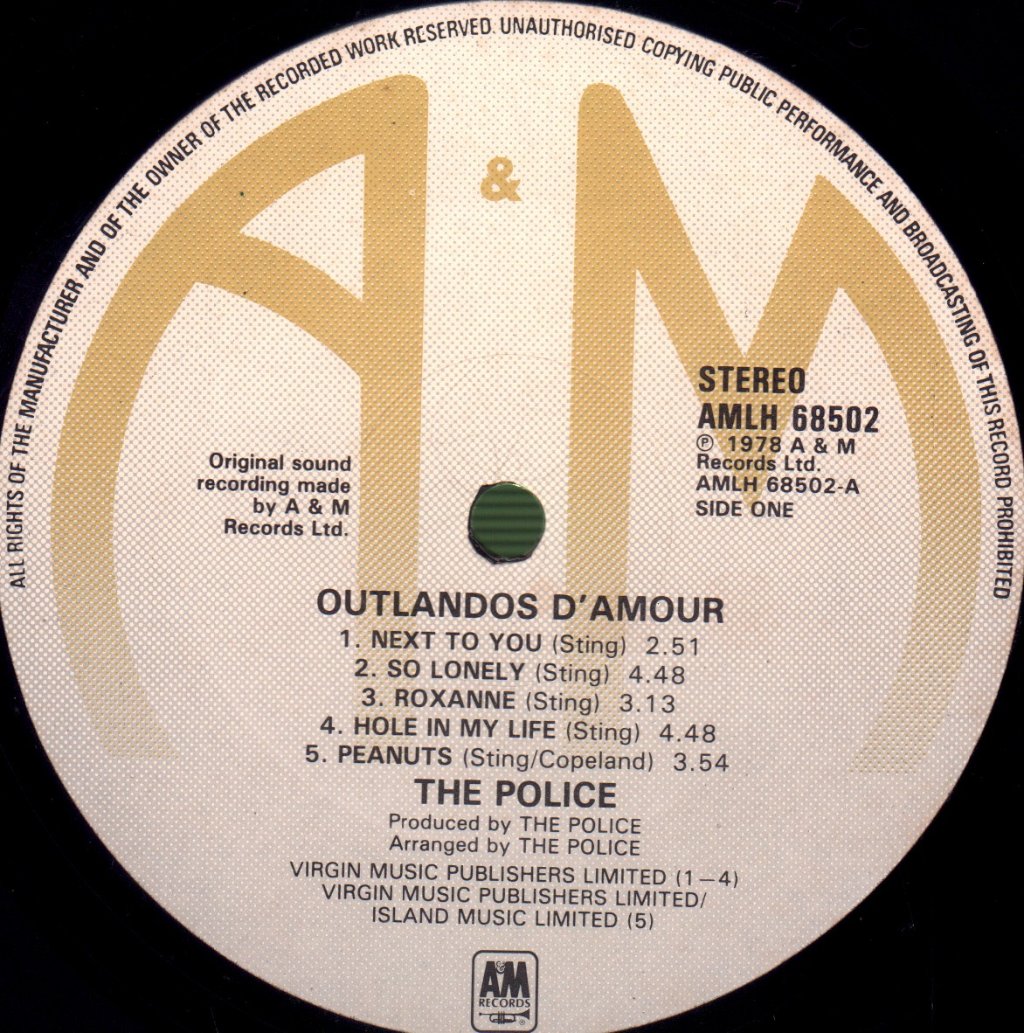 ALL RIGHTS OF THE MANUFACTURER AND OF THE OWNER OF THE RECORDED WORK RESERVED. UNAUTHORISED COPYING PUBLIC PERFORMANCE AND BROADCASTING OF THIS RECORD PROHIBITED
A & M
STEREO
AMLH 68502
℗ 1978 A & M
Records Ltd.
AMLH 68502-A
SIDE ONE
Original sound
recording made
by A & M
Records Ltd.
OUTLANDOS D'AMOUR
1. NEXT TO YOU (Sting) 2.51
2. SO LONELY (Sting) 4.48
3. ROXANNE (Sting) 3.13
4. HOLE IN MY LIFE (Sting) 4.48
5. PEANUTS (Sting/Copeland) 3.54
THE POLICE
Produced by THE POLICE
Arranged by THE POLICE
VIRGIN MUSIC PUBLISHERS LIMITED (1–4)
VIRGIN MUSIC PUBLISHERS LIMITED/
ISLAND MUSIC LIMITED (5)
A&M
RECORDS
®